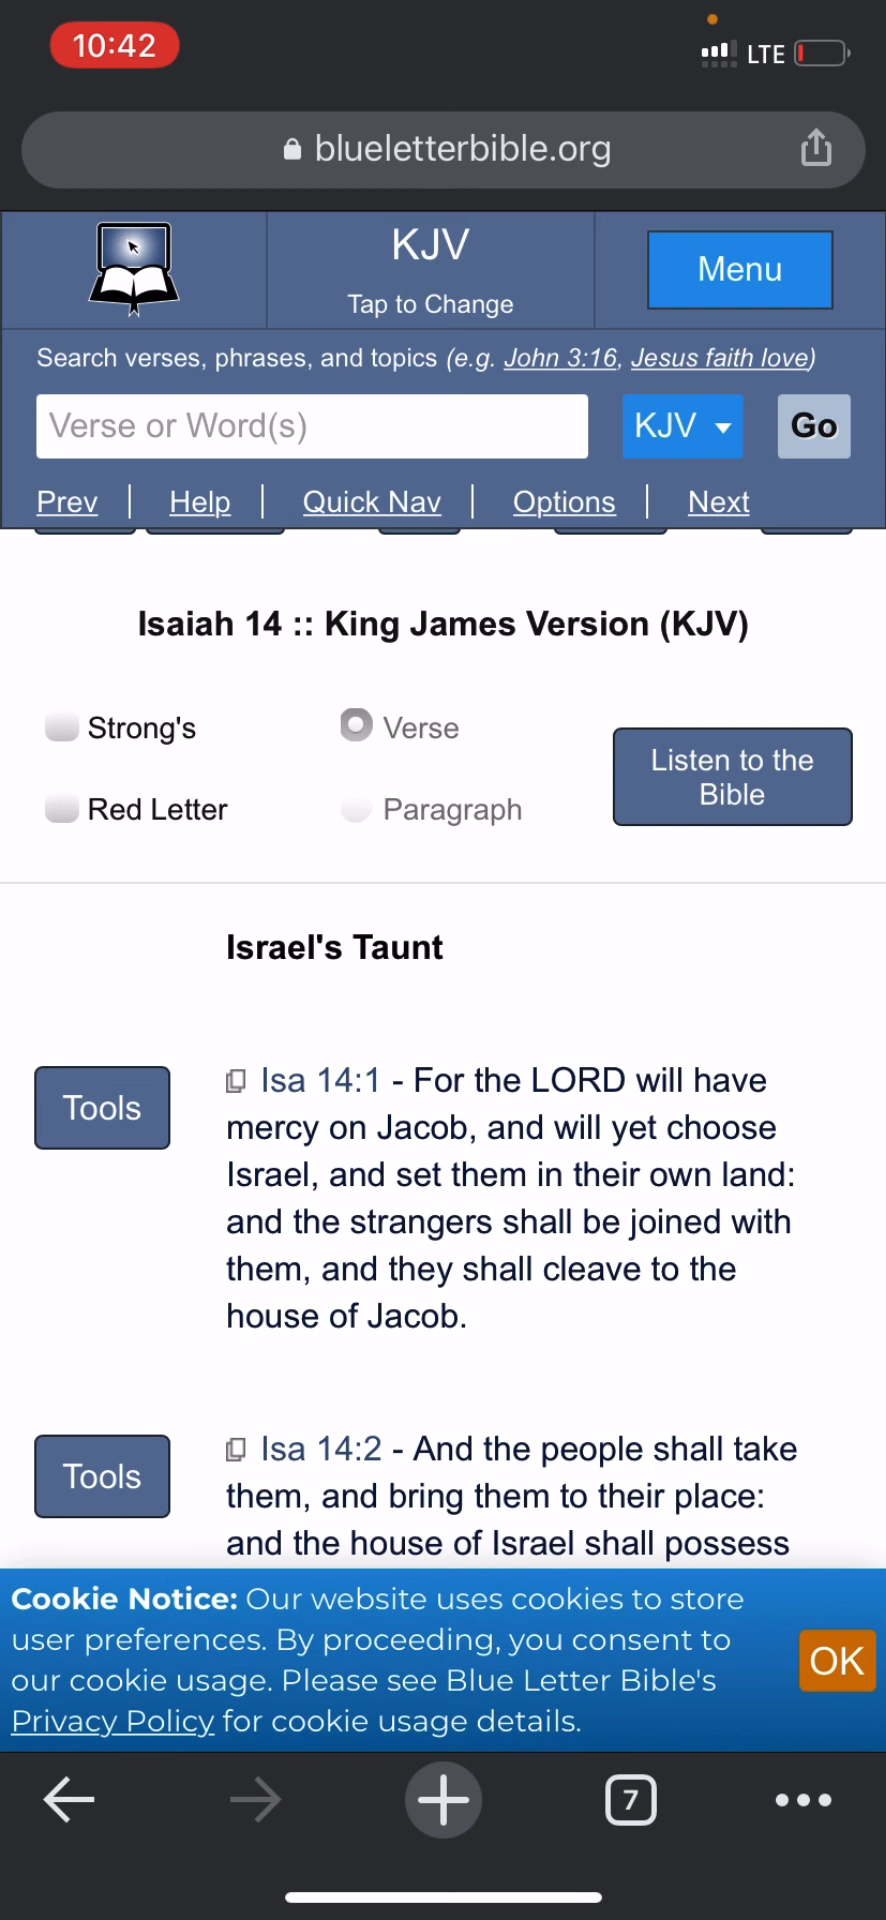 10:42
LTE
blueletterbible.org
KJV
Tap to Change
Menu
Search verses, phrases, and topics (e.g. John 3:16, Jesus faith love)
Verse or Word(s)
KJV
Go
Prev | Help | Quick Nav | Options | Next
Isaiah 14 :: King James Version (KJV)
Strong's
Verse
Red Letter
Paragraph
Listen to the
Bible
Israel's Taunt
Tools
Isa 14:1 - For the LORD will have
mercy on Jacob, and will yet choose
Israel, and set them in their own land:
and the strangers shall be joined with
them, and they shall cleave to the
house of Jacob.
Tools
Isa 14:2 - And the people shall take
them, and bring them to their place:
and the house of Israel shall possess
Cookie Notice: Our website uses cookies to store
user preferences. By proceeding, you consent to
our cookie usage. Please see Blue Letter Bible's
Privacy Policy for cookie usage details.
OK
7